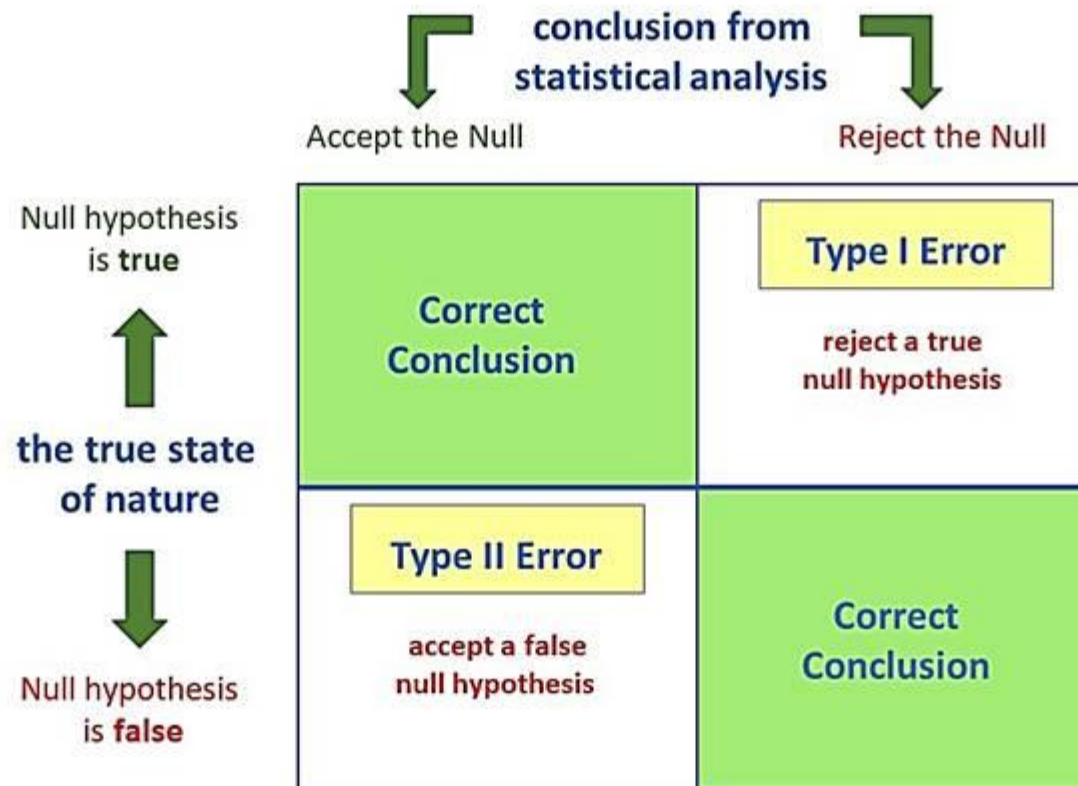 conclusion from
statistical analysis
Accept the Null
Reject the Null
Null hypothesis
is true
Correct
Conclusion
Type I Error
reject a true
null hypothesis
the true state
of nature
Type II Error
accept a false
null hypothesis
Correct
Conclusion
Null hypothesis
is false